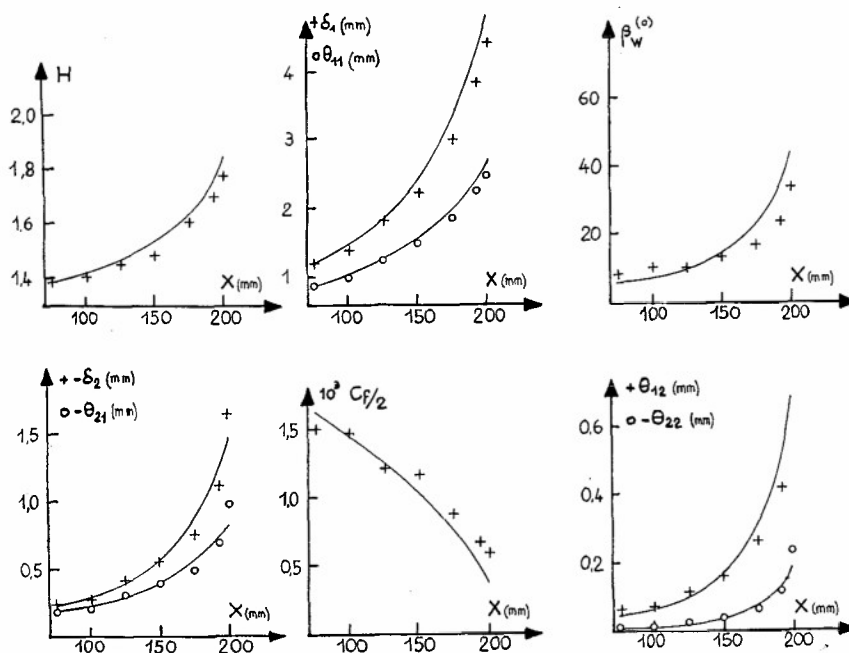 H
2,0
1,8
1,6
1,4
X (mm)
100 150 200
+ δ₁ (mm)
o θ₁₁ (mm)
4
3
2
1
X (mm)
100 150 200
β_w (°)
60
40
20
X (mm)
100 150 200
+ -δ₂ (mm)
o -θ₂₁ (mm)
1,5
1,0
0,5
X (mm)
100 150 200
10³ Cf/2
1,5
1,0
0,5
X (mm)
100 150 200
+ θ₁₂ (mm)
o -θ₂₂ (mm)
0,6
0,4
0,2
X (mm)
100 150 200